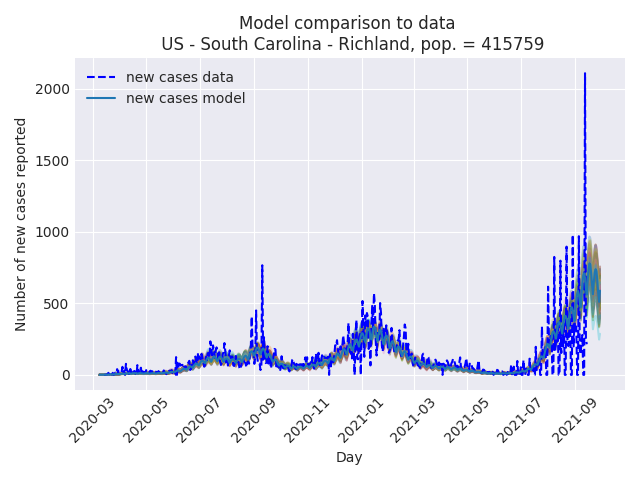 Model comparison to data
US - South Carolina - Richland, pop. = 415759
new cases data
new cases model
Number of new cases reported
2000
1500
1000
500
0
2020-03
2020-05
2020-07
2020-09
2020-11
2021-01
2021-03
2021-05
2021-07
2021-09
Day